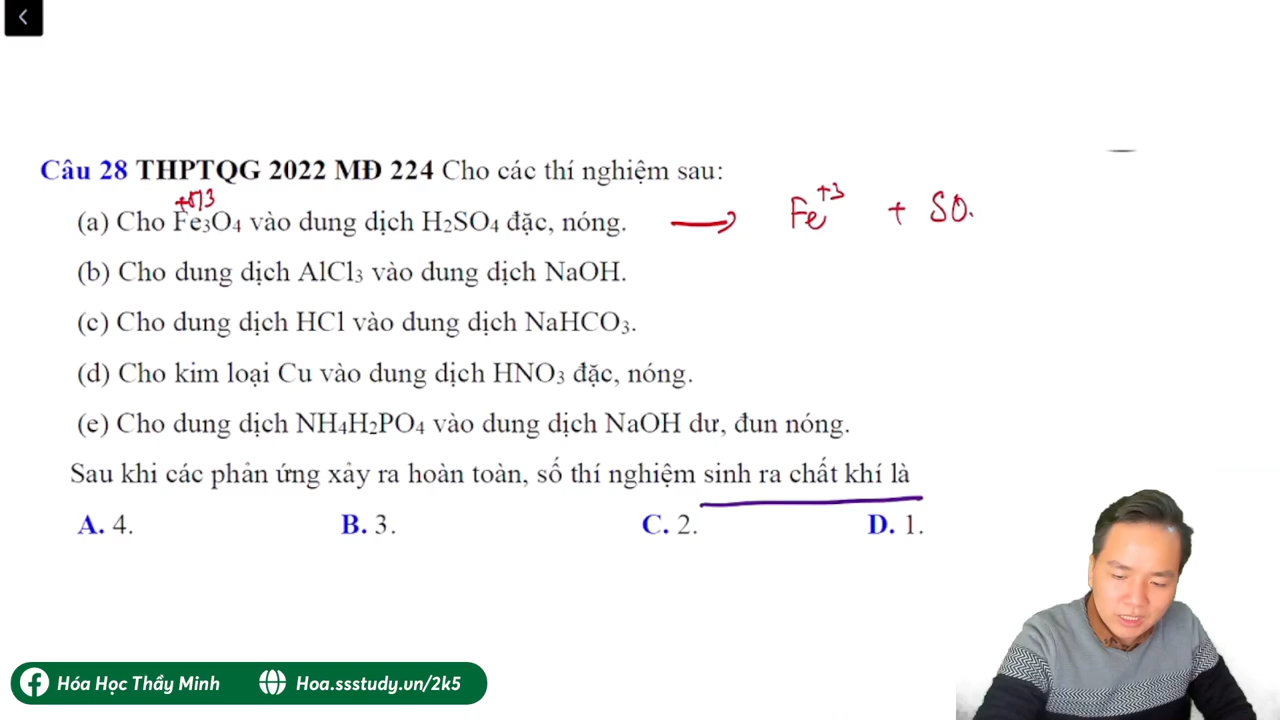 Câu 28 THPTQG 2022 MĐ 224 Cho các thí nghiệm sau:
+8/3
(a) Cho Fe₃O₄ vào dung dịch H₂SO₄ đặc, nóng. → Fe⁺³ + SO.
(b) Cho dung dịch AlCl₃ vào dung dịch NaOH.
(c) Cho dung dịch HCl vào dung dịch NaHCO₃.
(d) Cho kim loại Cu vào dung dịch HNO₃ đặc, nóng.
(e) Cho dung dịch NH₄H₂PO₄ vào dung dịch NaOH dư, đun nóng.
Sau khi các phản ứng xảy ra hoàn toàn, số thí nghiệm sinh ra chất khí là
A. 4. B. 3. C. 2. D. 1.
Hóa Học Thầy Minh Hoa.ssstudy.vn/2k5